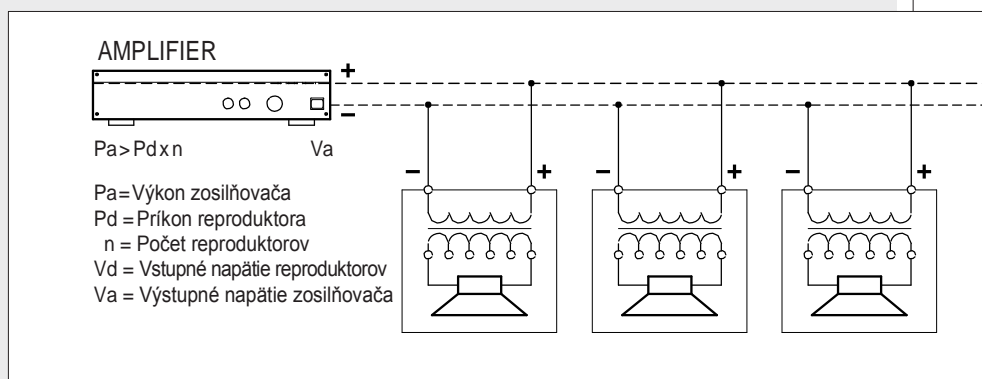 AMPLIFIER
+
−
Pa>Pdxn Va
− + − + − +
Pa=Výkon zosilňovača
Pd =Príkon reproduktora
n = Počet reproduktorov
Vd = Vstupné napätie reproduktorov
Va = Výstupné napätie zosilňovača